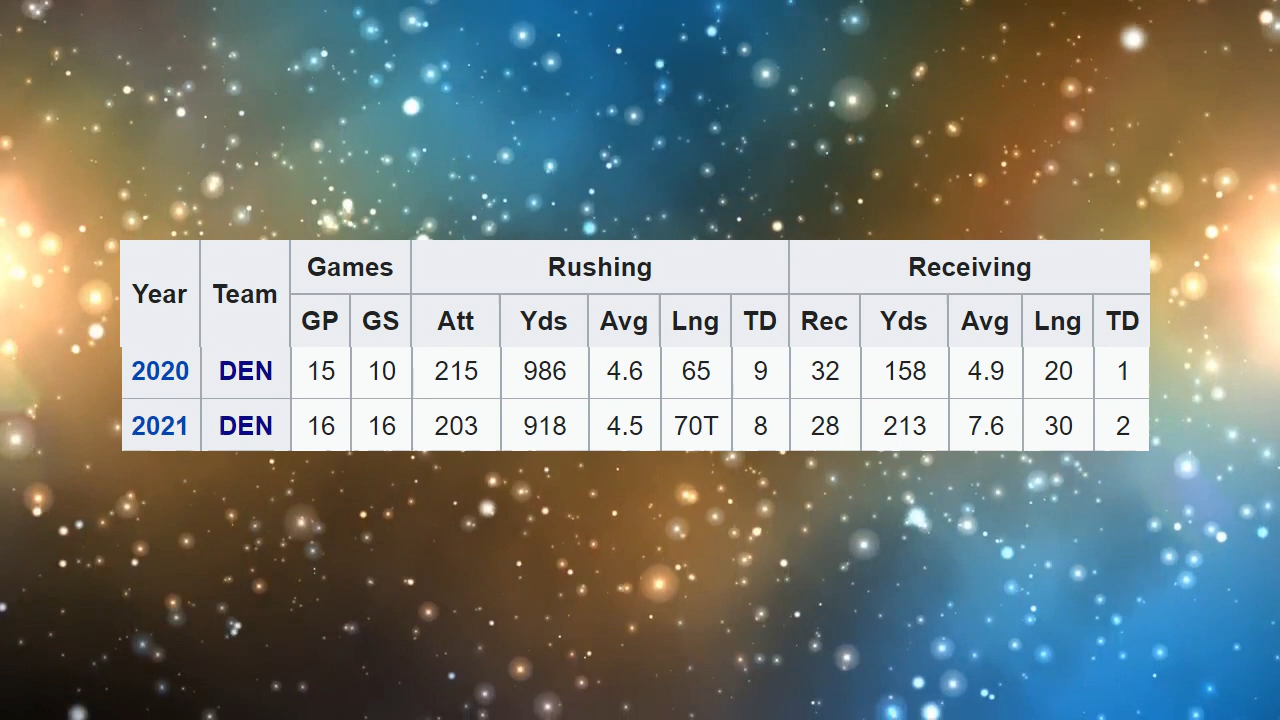 Year Team Games Rushing Receiving
GP GS Att Yds Avg Lng TD Rec Yds Avg Lng TD
2020 DEN 15 10 215 986 4.6 65 9 32 158 4.9 20 1
2021 DEN 16 16 203 918 4.5 70T 8 28 213 7.6 30 2